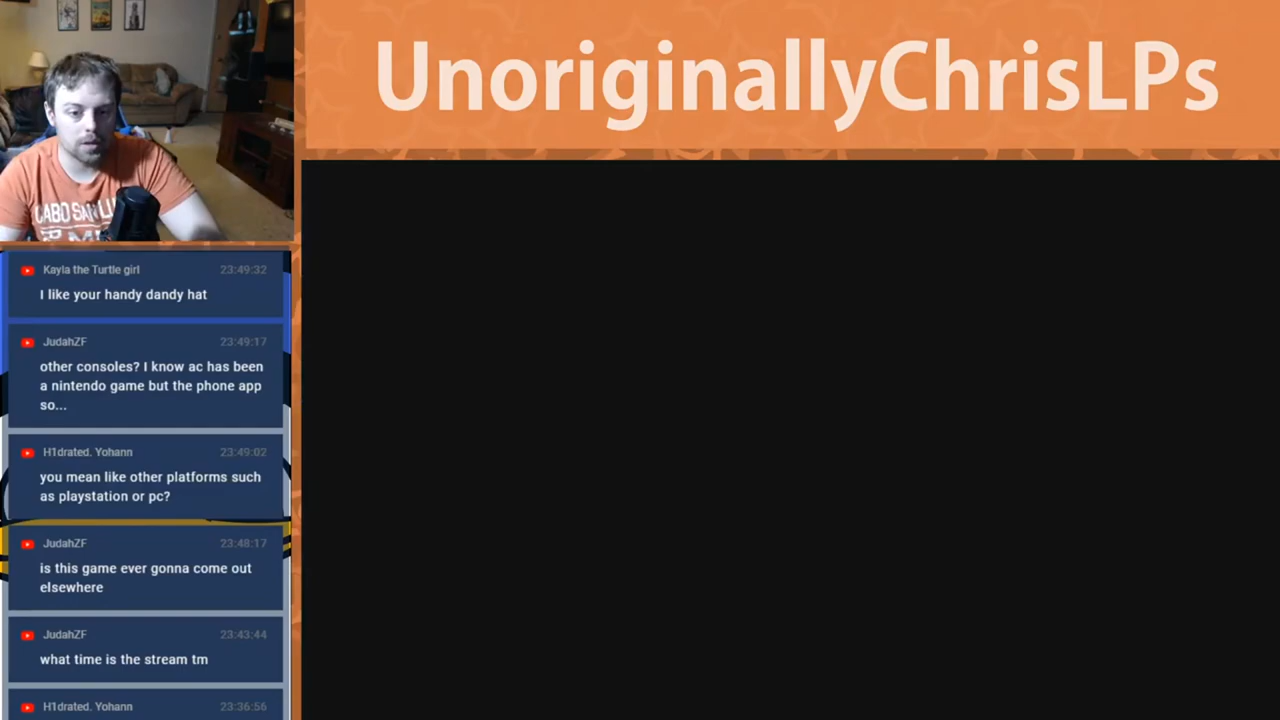 UnoriginallyChrisLPs
CABO SAN LU
Kayla the Turtle girl 23:49:32
I like your handy dandy hat
JudahZF 23:49:17
other consoles? I know ac has been
a nintendo game but the phone app
so...
H1drated. Yohann 23:49:02
you mean like other platforms such
as playstation or pc?
JudahZF 23:48:17
is this game ever gonna come out
elsewhere
JudahZF 23:43:44
what time is the stream tm
H1drated. Yohann 23:36:56